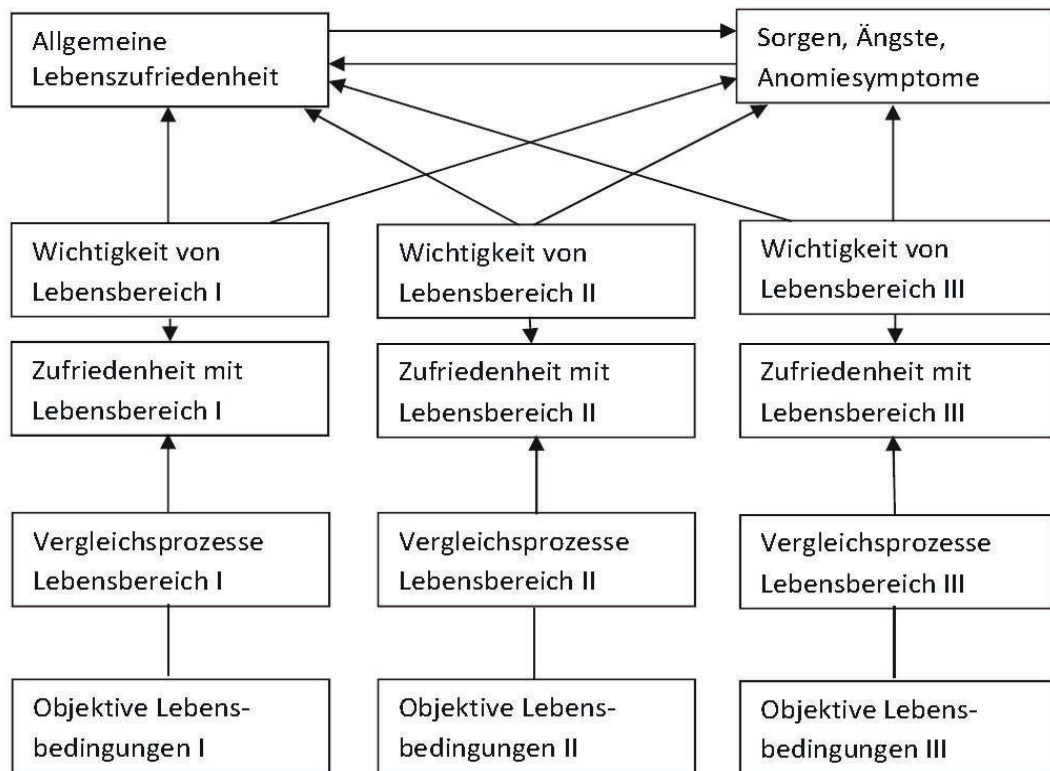 Allgemeine
Lebenszufriedenheit
Sorgen, Ängste,
Anomiesymptome
Wichtigkeit von
Lebensbereich I
Wichtigkeit von
Lebensbereich II
Wichtigkeit von
Lebensbereich III
Zufriedenheit mit
Lebensbereich I
Zufriedenheit mit
Lebensbereich II
Zufriedenheit mit
Lebensbereich III
Vergleichsprozesse
Lebensbereich I
Vergleichsprozesse
Lebensbereich II
Vergleichsprozesse
Lebensbereich III
Objektive Lebens-
bedingungen I
Objektive Lebens-
bedingungen II
Objektive Lebens-
bedingungen III